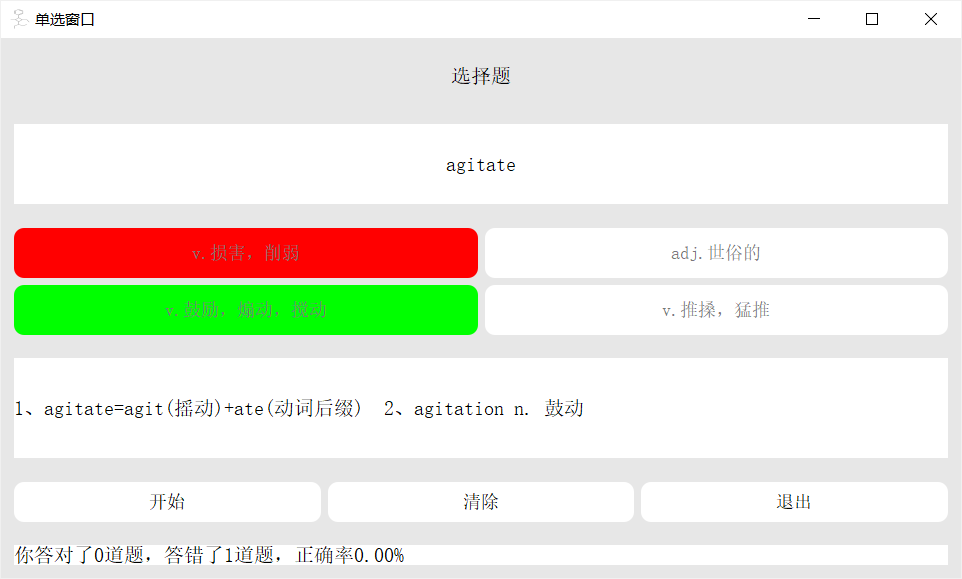 单选窗口
选择题
agitate
v.损害，削弱
adj.世俗的
v.鼓励，煽动，搅动
v.推搡，猛推
1、agitate=agit(摇动)+ate(动词后缀)  2、agitation n. 鼓动
开始
清除
退出
你答对了0道题，答错了1道题，正确率0.00%